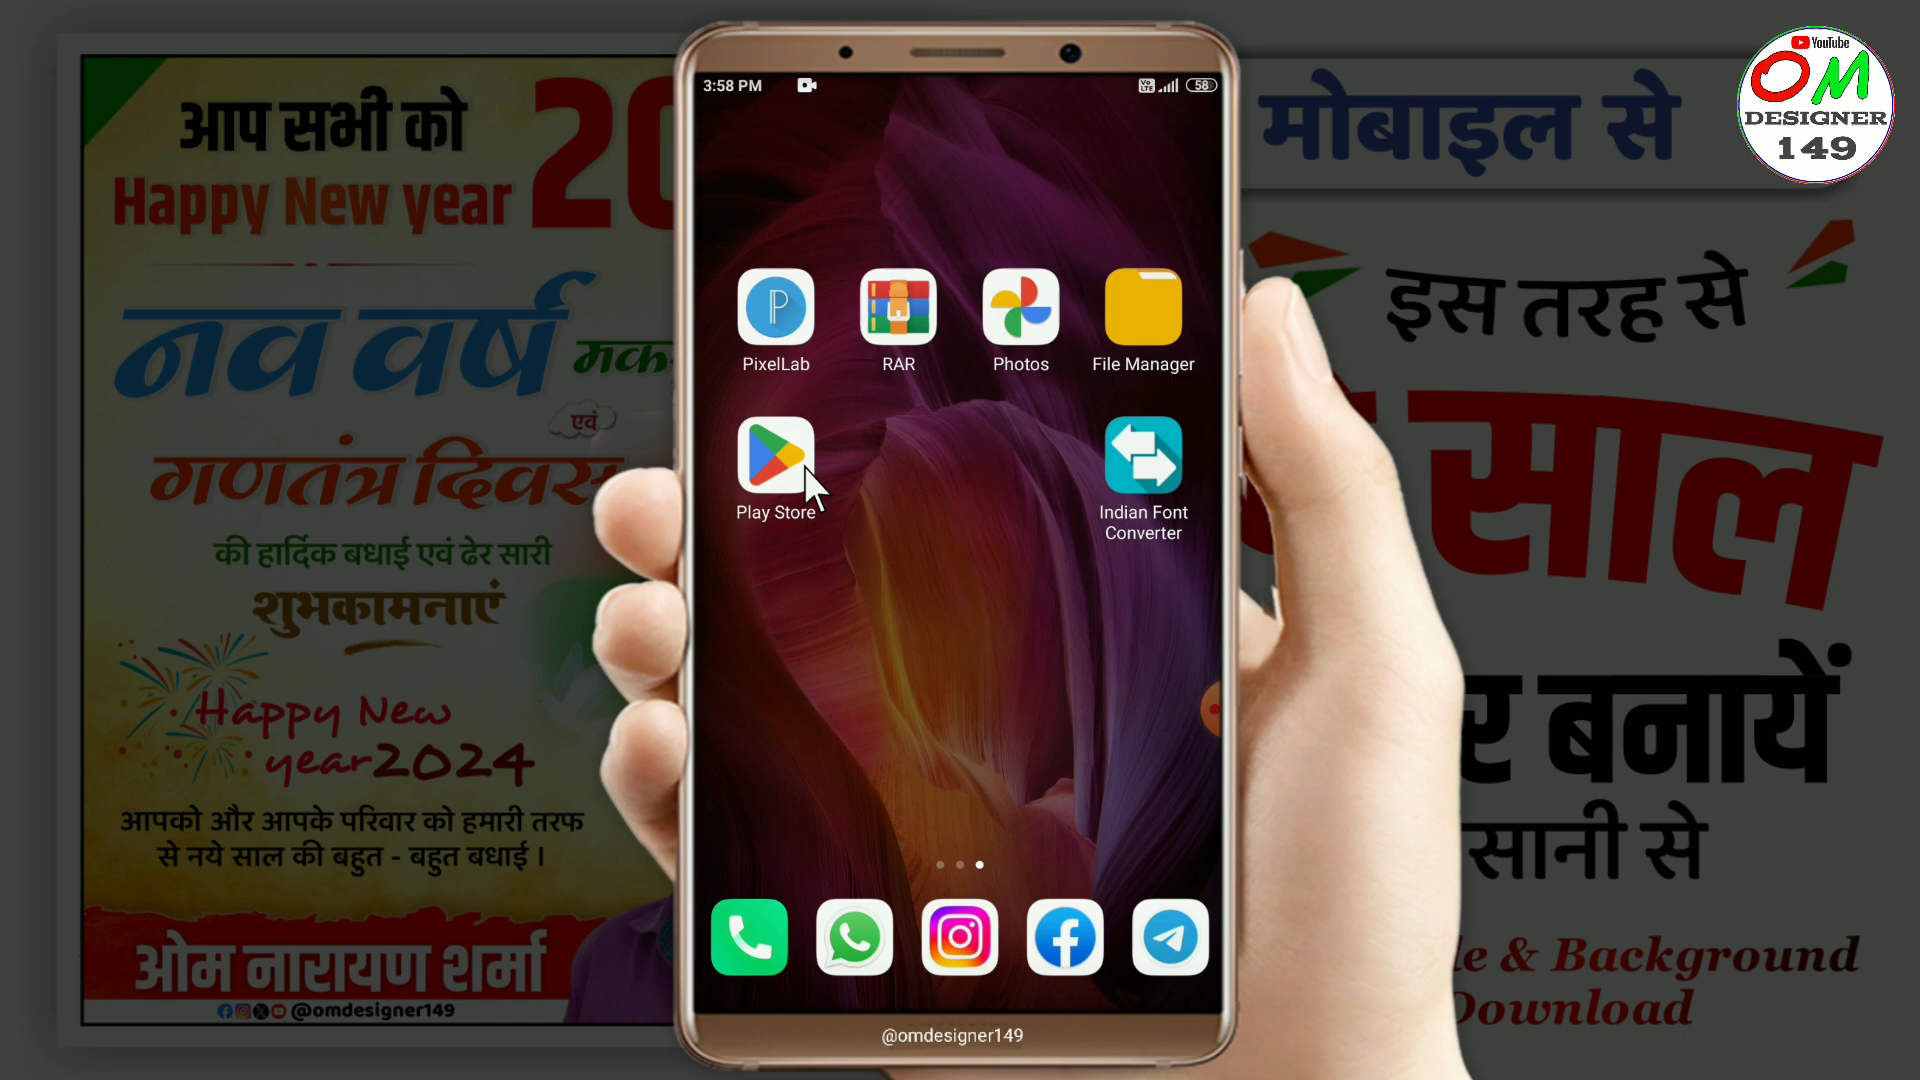 आप सभी को
Happy New year
नव वर्ष
एवं
गणतंत्र दिवस
की हार्दिक बधाई एवं ढेर सारी
शुभकामनाएं
Happy New
year2024
आपको और आपके परिवार को हमारी तरफ
से नये साल की बहुत - बहुत बधाई ।
ओम नारायण शर्मा
@omdesigner149
3:58 PM
Vo LTE
58
PixelLab
RAR
Photos
File Manager
Play Store
Indian Font
Converter
@omdesigner149
मोबाइल से
इस तरह से
साल
बनायें
से
& Background
Download
YouTube
OM
DESIGNER
149